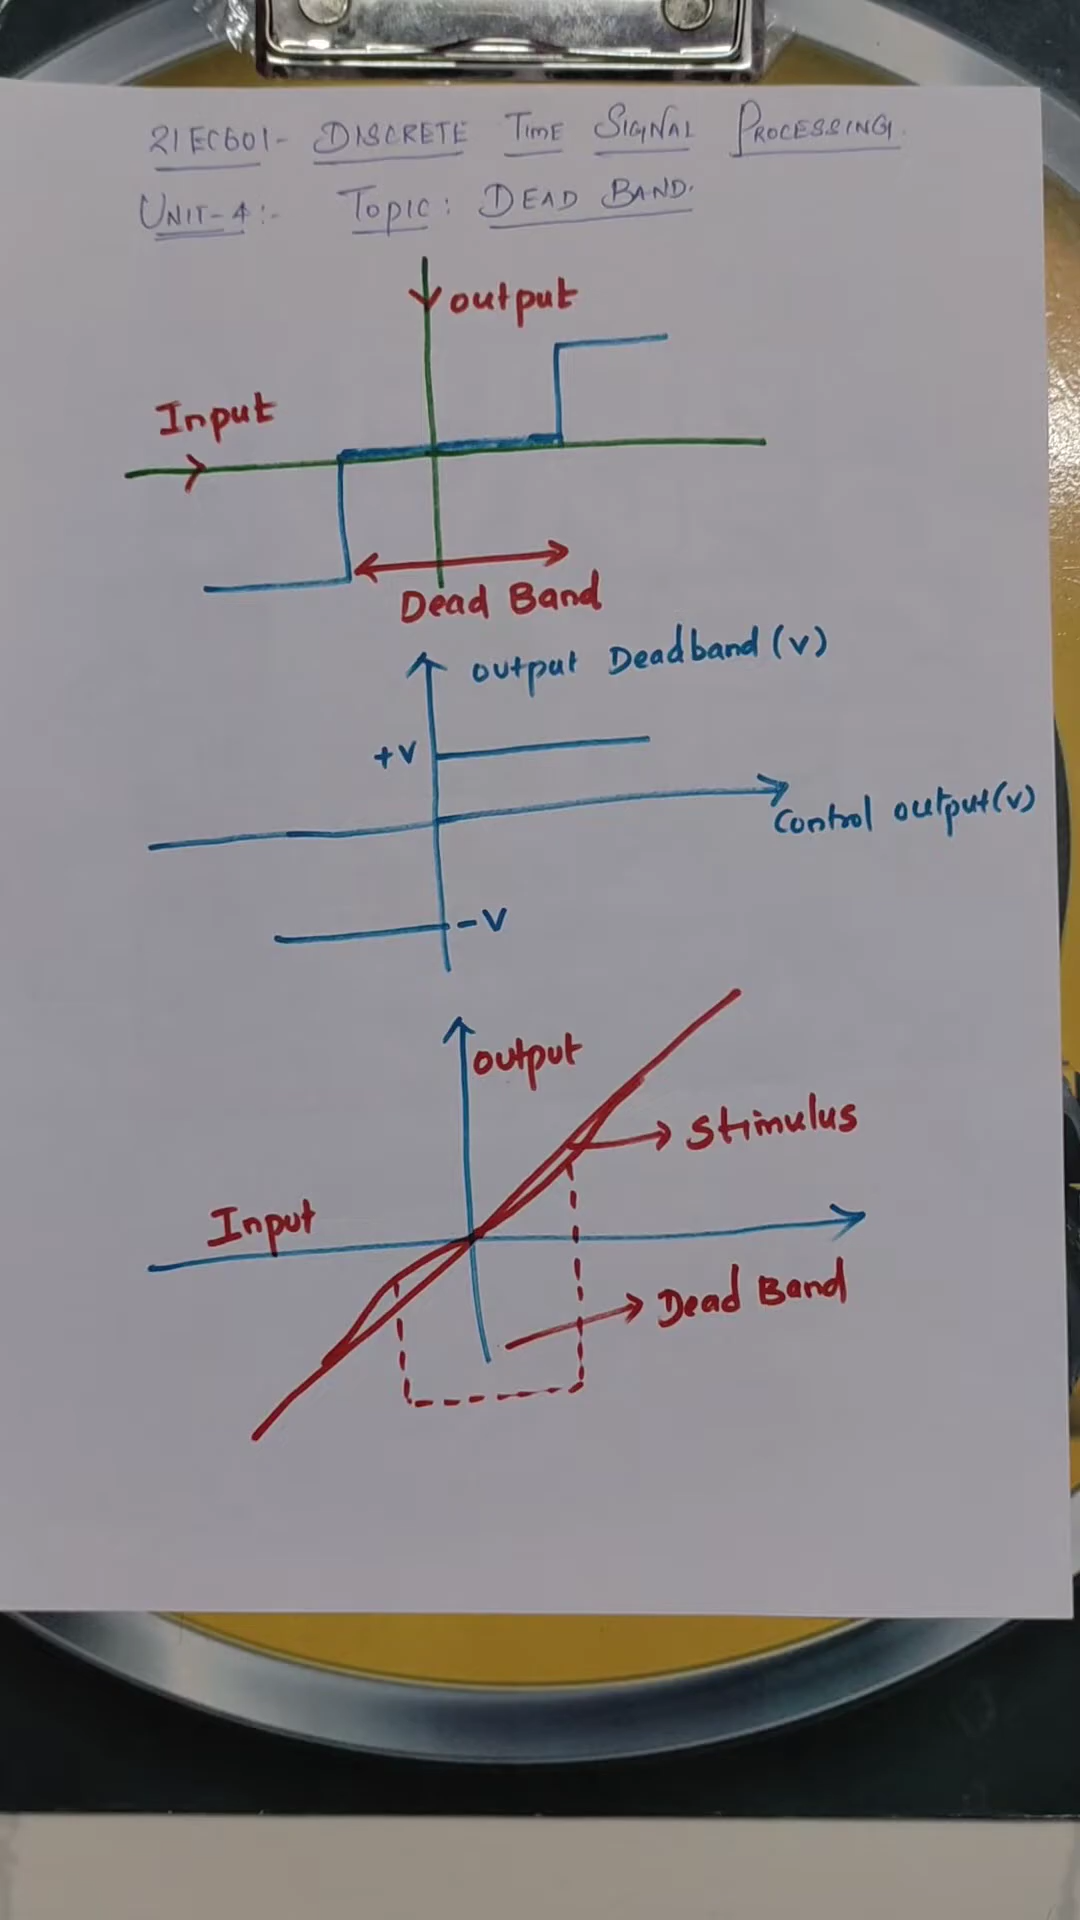 21EC601- DISCRETE TIME SIGNAL PROCESSING.
UNIT-4:- TOPIC: DEAD BAND.
output
Input
Dead Band
output Deadband (v)
+V
Control output(v)
-V
output
Stimulus
Input
Dead Band